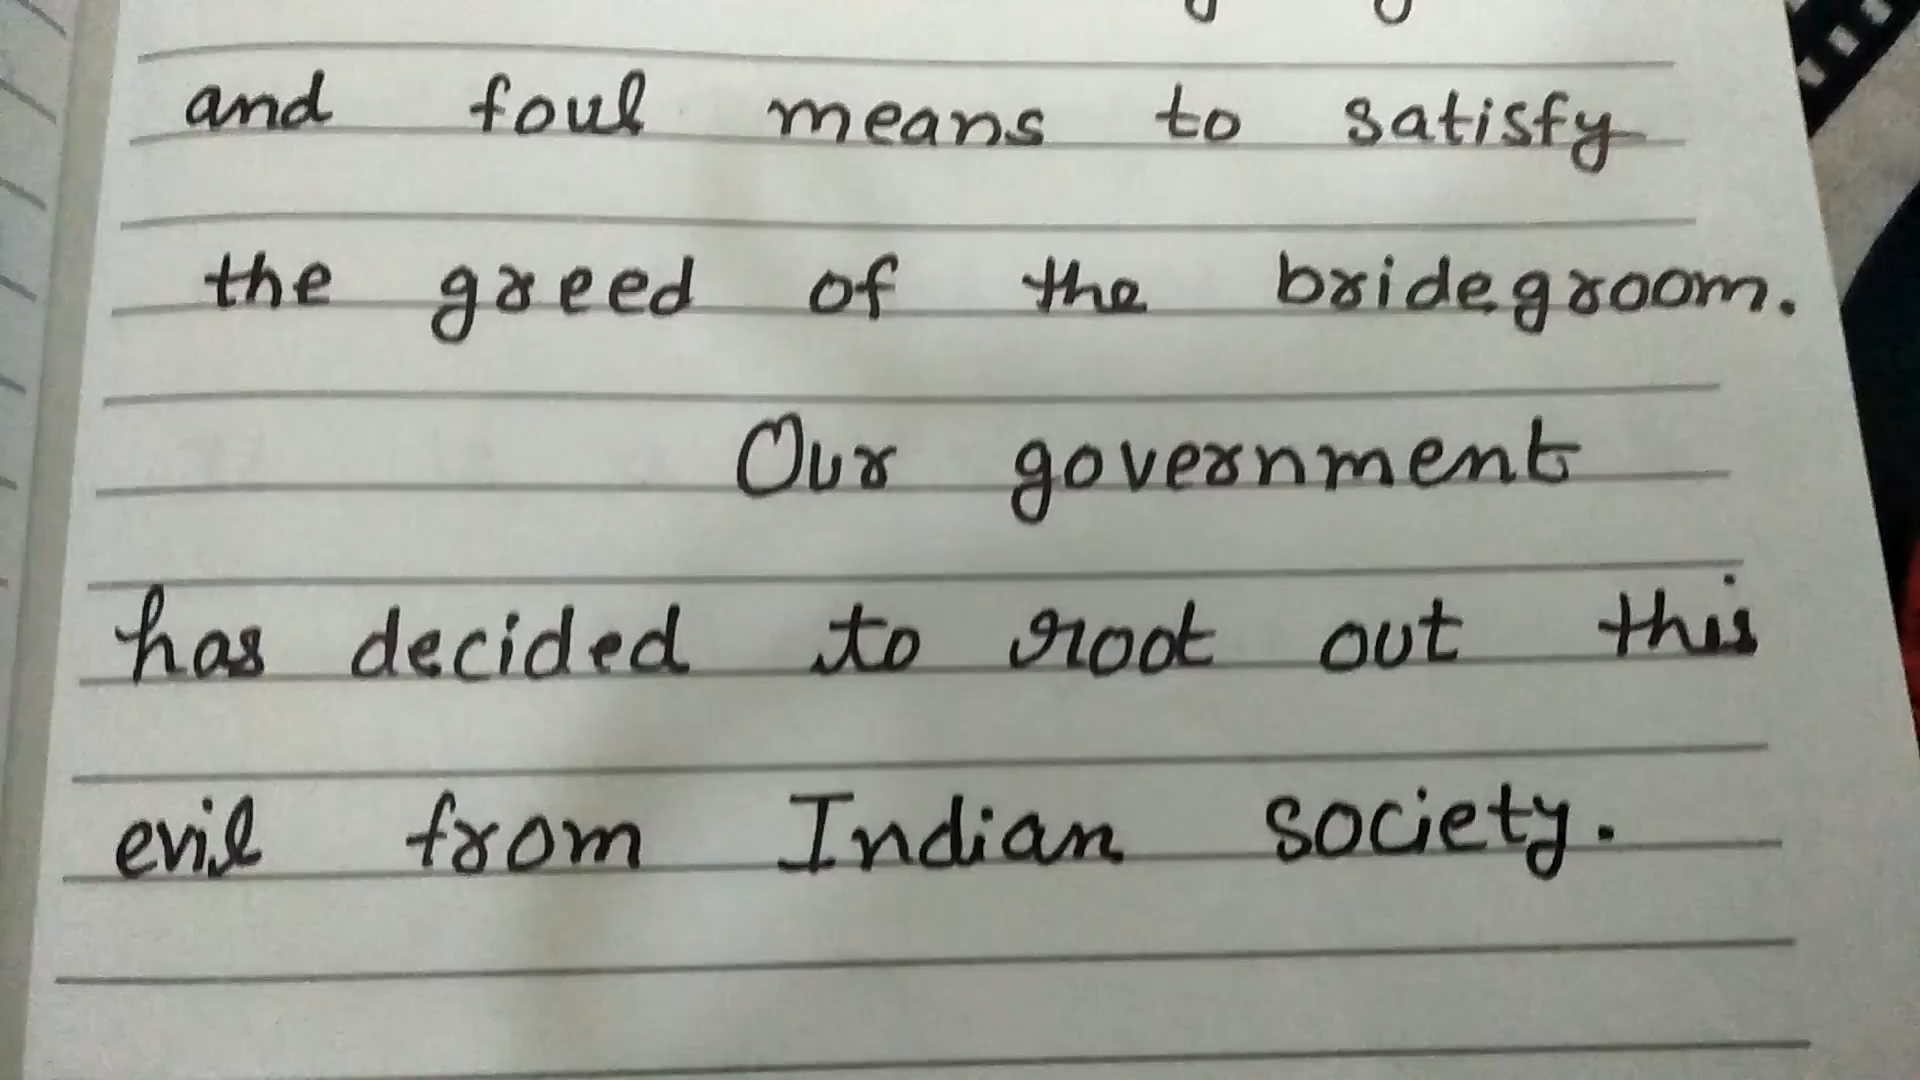 and foul means to satisfy
the greed of the bridegroom.
Our government
has decided to root out this
evil from Indian society.